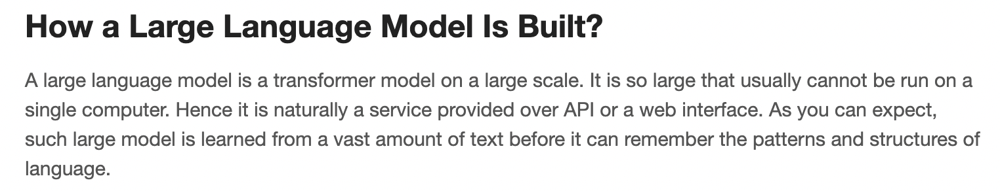 How a Large Language Model Is Built?
A large language model is a transformer model on a large scale. It is so large that usually cannot be run on a
single computer. Hence it is naturally a service provided over API or a web interface. As you can expect,
such large model is learned from a vast amount of text before it can remember the patterns and structures of
language.